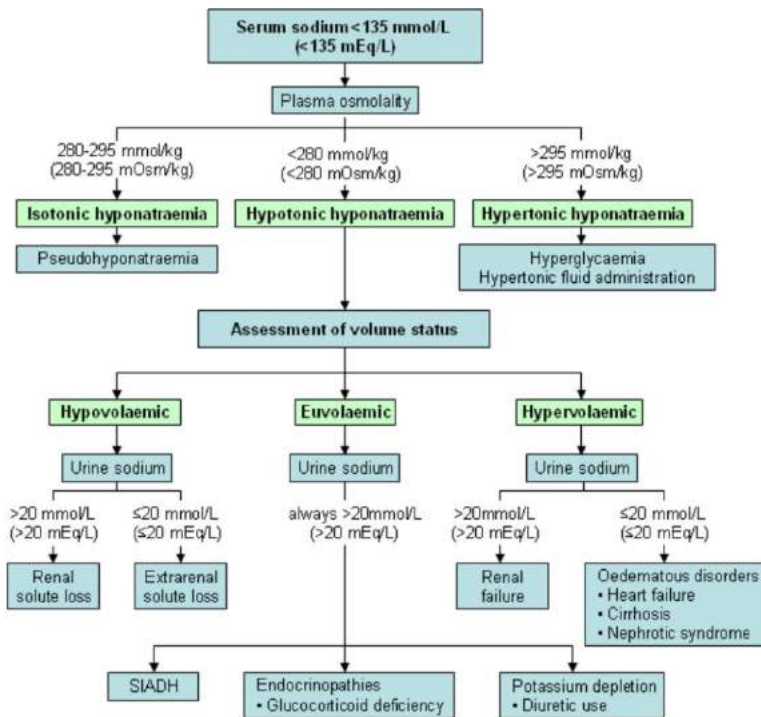 Serum sodium <135 mmol/L
(<135 mEq/L)
Plasma osmolality
280-295 mmol/kg
(280-295 mOsm/kg)
<280 mmol/kg
(<280 mOsm/kg)
>295 mmol/kg
(>295 mOsm/kg)
Isotonic hyponatraemia
Hypotonic hyponatraemia
Hypertonic hyponatraemia
Pseudohyponatraemia
Hyperglycaemia
Hypertonic fluid administration
Assessment of volume status
Hypovolaemic
Euvolaemic
Hypervolaemic
Urine sodium
Urine sodium
Urine sodium
>20 mmol/L
(>20 mEq/L)
≤20 mmol/L
(≤20 mEq/L)
always >20mmol/L
(>20 mEq/L)
>20mmol/L
(>20 mEq/L)
≤20 mmol/L
(≤20 mEq/L)
Renal
solute loss
Extrarenal
solute loss
Renal
failure
Oedematous disorders
• Heart failure
• Cirrhosis
• Nephrotic syndrome
SIADH
Endocrinopathies
• Glucocorticoid deficiency
Potassium depletion
• Diuretic use